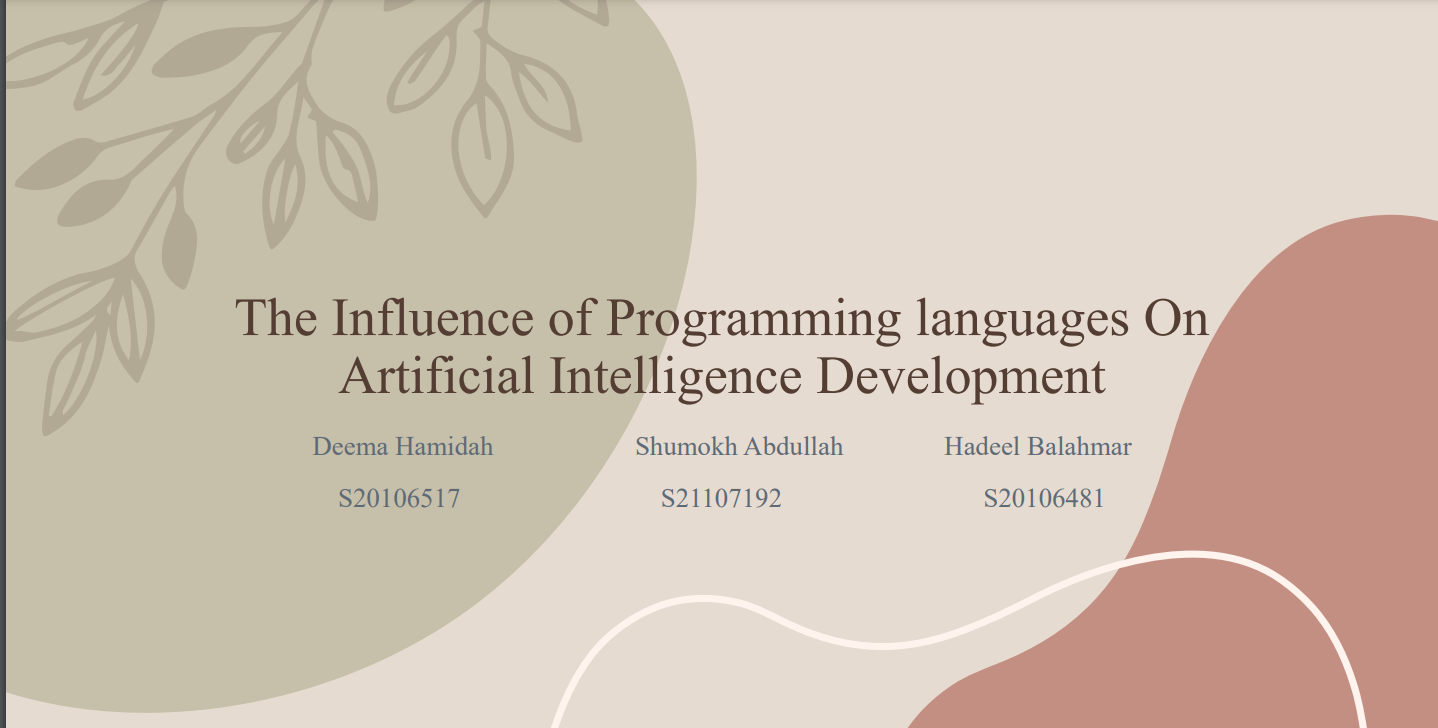 The Influence of Programming languages On
Artificial Intelligence Development
Deema Hamidah Shumokh Abdullah Hadeel Balahmar
S20106517 S21107192 S20106481